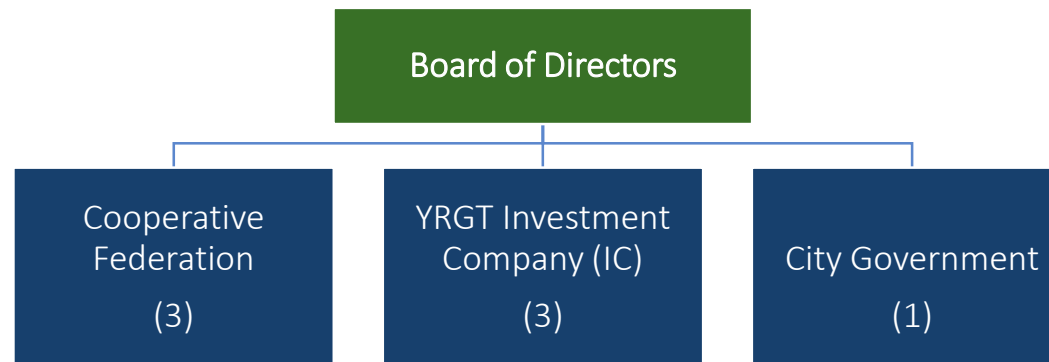 Board of Directors
Cooperative
Federation
(3)
YRGT Investment
Company (IC)
(3)
City Government
(1)